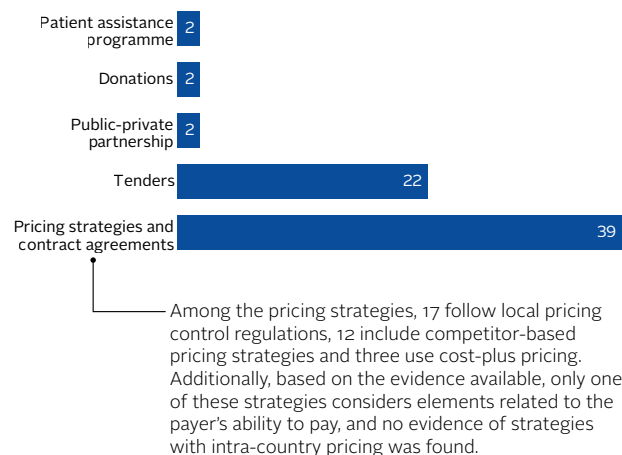 Patient assistance
programme
2
Donations
2
Public-private
partnership
2
Tenders
22
Pricing strategies and
contract agreements
39
Among the pricing strategies, 17 follow local pricing
control regulations, 12 include competitor-based
pricing strategies and three use cost-plus pricing.
Additionally, based on the evidence available, only one
of these strategies considers elements related to the
payer's ability to pay, and no evidence of strategies
with intra-country pricing was found.